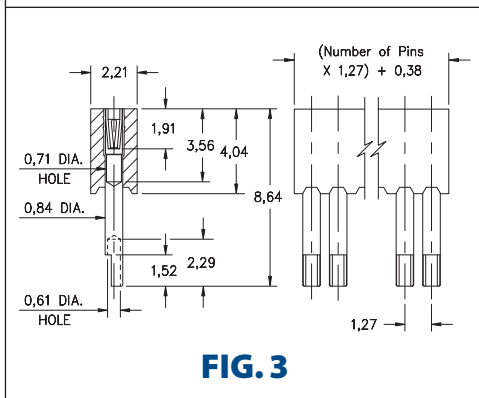 (Number of Pins
X 1,27) + 0,38
2,21
1,91
3,56
4,04
0,71 DIA.
HOLE
8,64
0,84 DIA.
2,29
1,52
0,61 DIA.
HOLE
1,27
FIG. 3